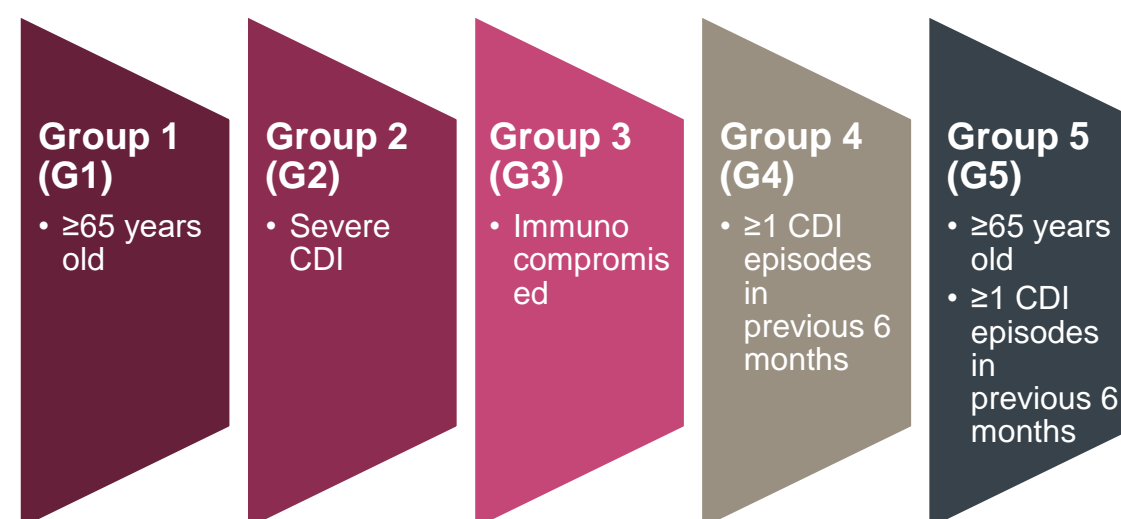 Group 1
(G1)
• ≥65 years
old
Group 2
(G2)
• Severe
CDI
Group 3
(G3)
• Immuno
compromis
ed
Group 4
(G4)
• ≥1 CDI
episodes
in
previous 6
months
Group 5
(G5)
• ≥65 years
old
• ≥1 CDI
episodes
in
previous 6
months